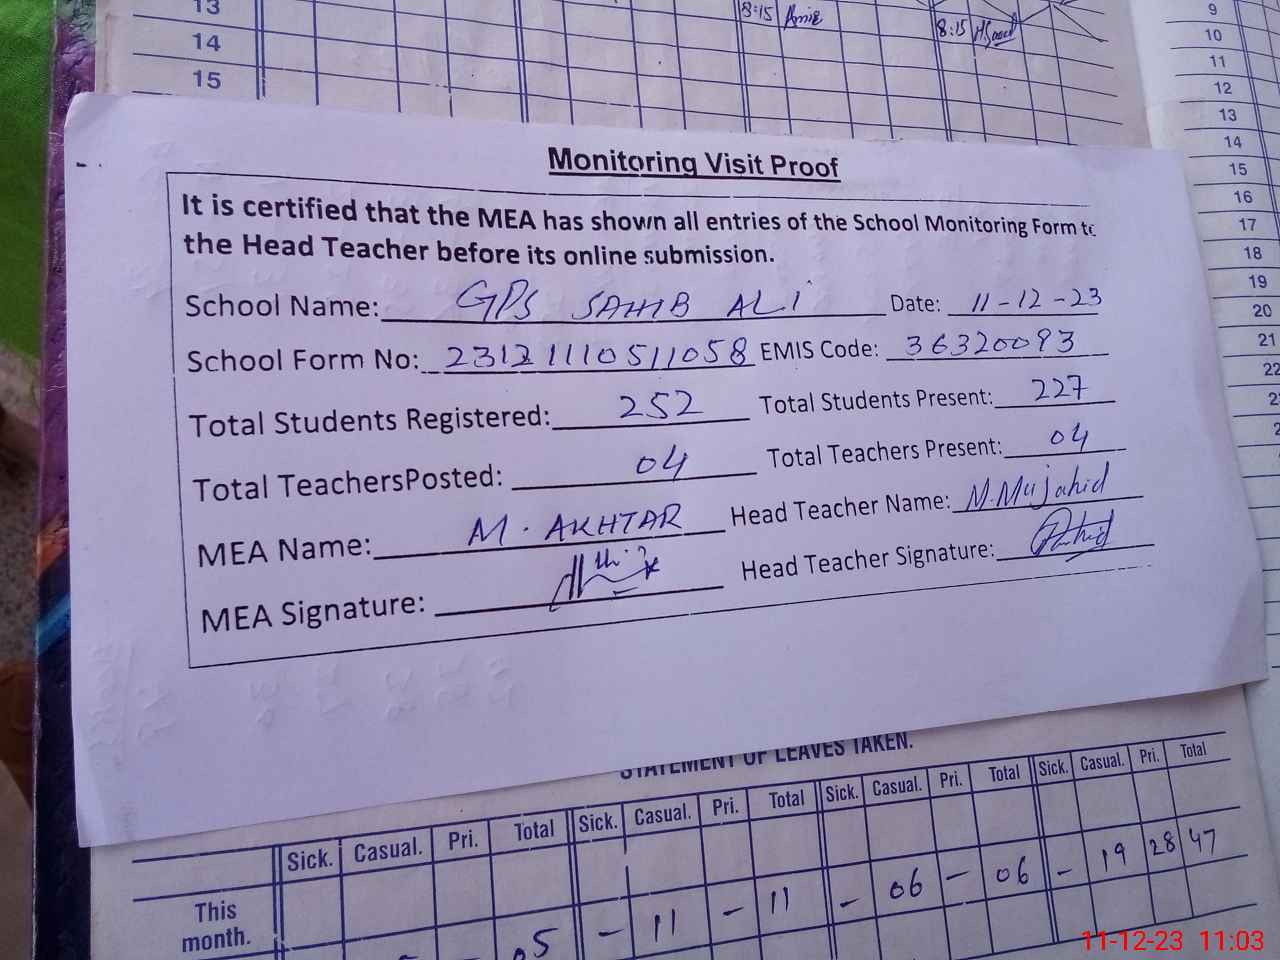 13
8:15
8:15
14
15
9
10
11
12
13
14
15
16
17
18
19
20
21
22
Monitoring Visit Proof
It is certified that the MEA has shown all entries of the School Monitoring Form to
the Head Teacher before its online submission.
School Name: GPS SAHIB ALI Date: 11-12-23
School Form No: 23121110511058 EMIS Code: 36320093
Total Students Registered: 252 Total Students Present: 227
Total TeachersPosted: 04 Total Teachers Present: 04
MEA Name: M. AKHTAR Head Teacher Name: M. Mujahid
MEA Signature: Head Teacher Signature:
STATEMENT OF LEAVES TAKEN.
Sick. Casual. Pri. Total Sick. Casual. Pri. Total Sick. Casual. Pri. Total Sick. Casual. Pri. Total
This month. 05 - 11 - 11 - 06 - 06 - 19 28 47
11-12-23 11:03